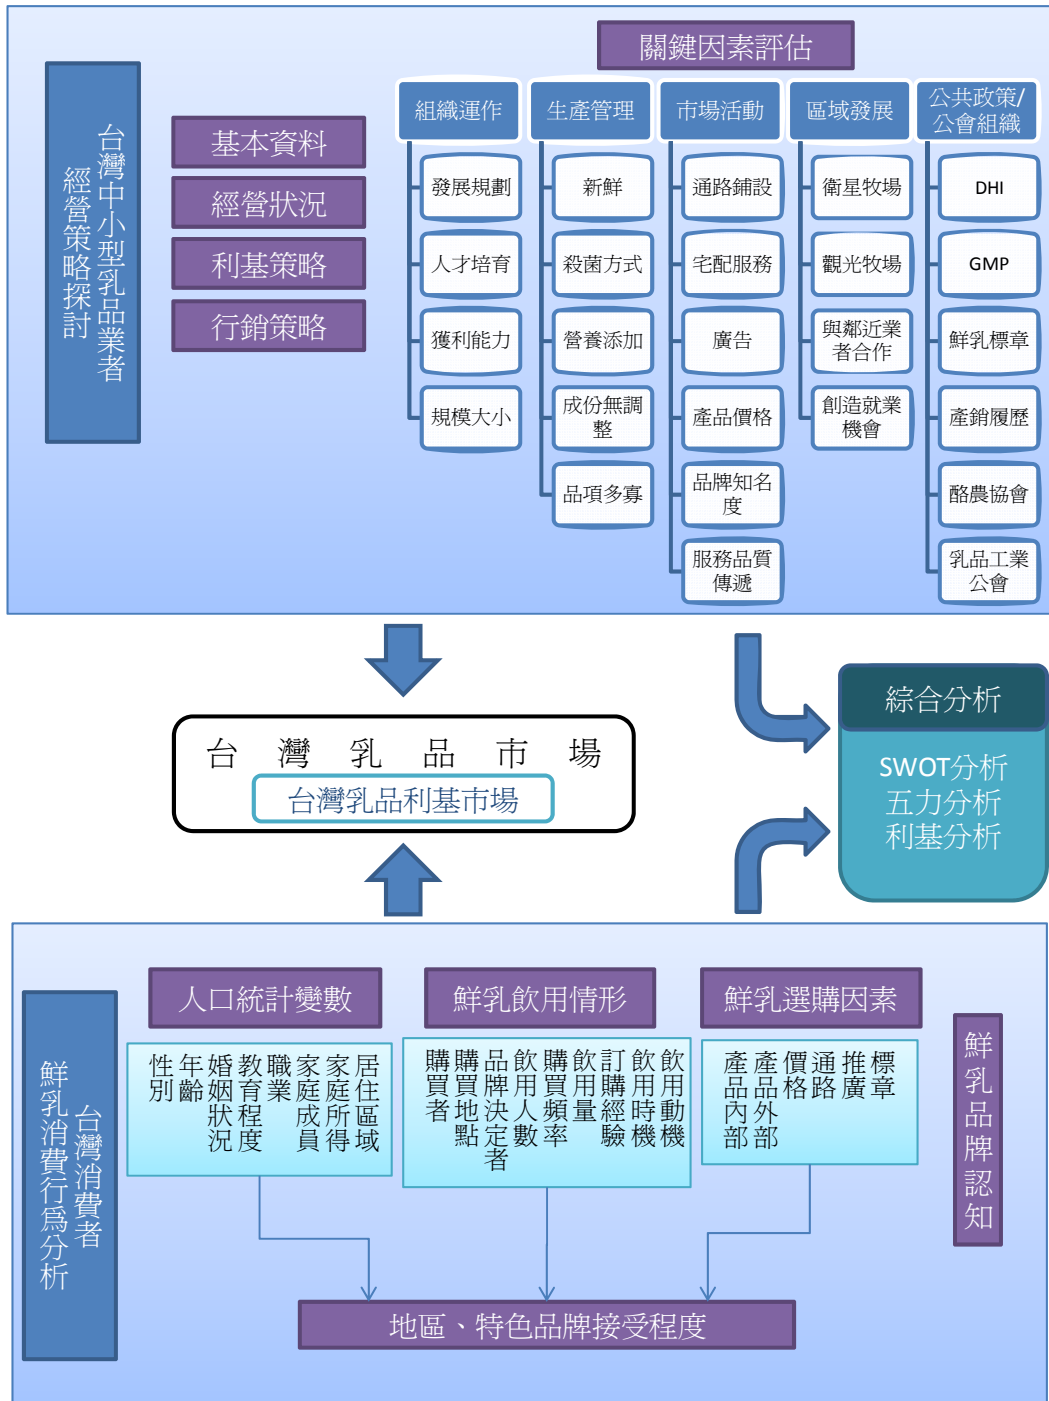 關鍵因素評估
台灣中小型乳品業者
經營策略探討
基本資料
經營狀況
利基策略
行銷策略
組織運作
發展規劃
人才培育
獲利能力
規模大小
生產管理
新鮮
殺菌方式
營養添加
成份無調
整
品項多寡
市場活動
通路鋪設
宅配服務
廣告
產品價格
品牌知名
度
服務品質
傳遞
區域發展
衛星牧場
觀光牧場
與鄰近業
者合作
創造就業
機會
公共政策/
公會組織
DHI
GMP
鮮乳標章
產銷履歷
酪農協會
乳品工業
公會
台灣乳品市場
台灣乳品利基市場
綜合分析
SWOT分析
五力分析
利基分析
台灣消費者
鮮乳消費行為分析
人口統計變數
性別
年齡
婚姻狀況
教育程度
職業
家庭成員
家庭所得
居住區域
鮮乳飲用情形
購買者
購買地點
品牌決定者
飲用人數
購買頻率
飲用量
訂購經驗
飲用時機
飲用動機
鮮乳選購因素
產品內部
產品外部
價格
通路
推廣
標章
鮮乳品牌認知
地區、特色品牌接受程度